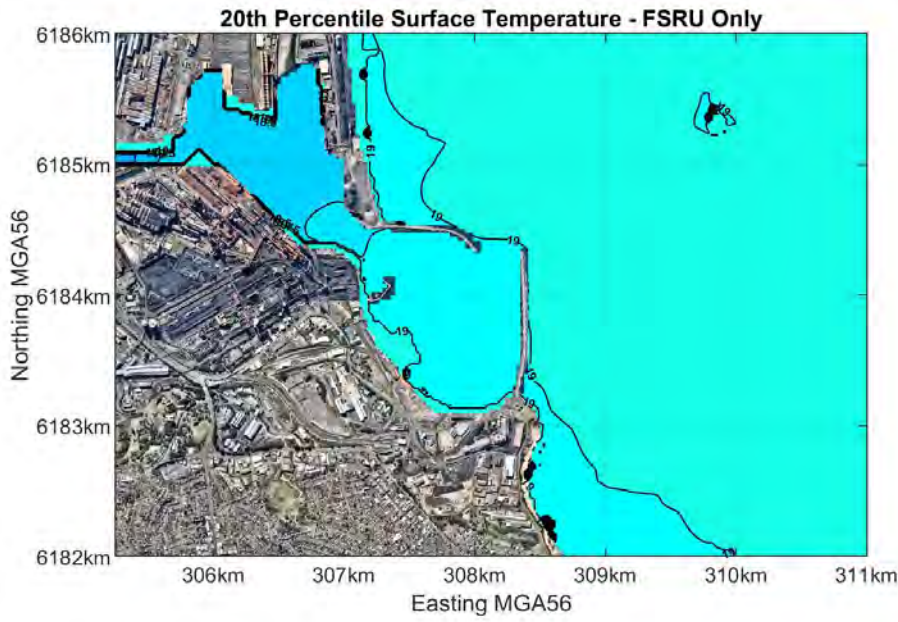 20th Percentile Surface Temperature - FSRU Only
6186km
6185km
6184km
6183km
6182km
Northing MGA56
19
19
19
19
19
19
19
306km
307km
308km
309km
310km
311km
Easting MGA56